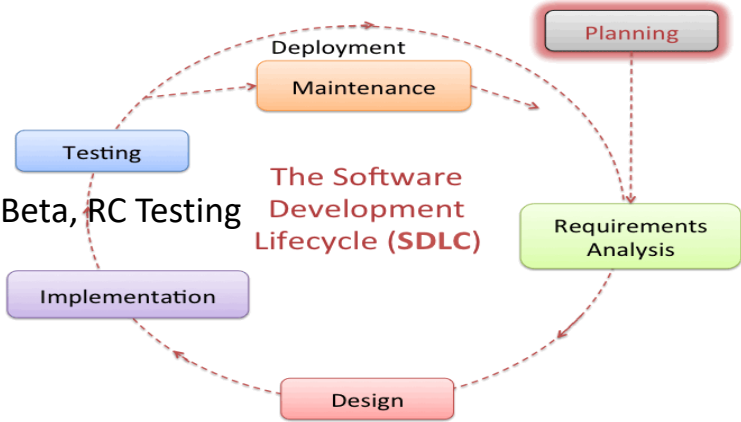 Planning
Deployment
Maintenance
Testing
The Software
Development
Lifecycle (SDLC)
Beta, RC Testing
Requirements
Analysis
Implementation
Design